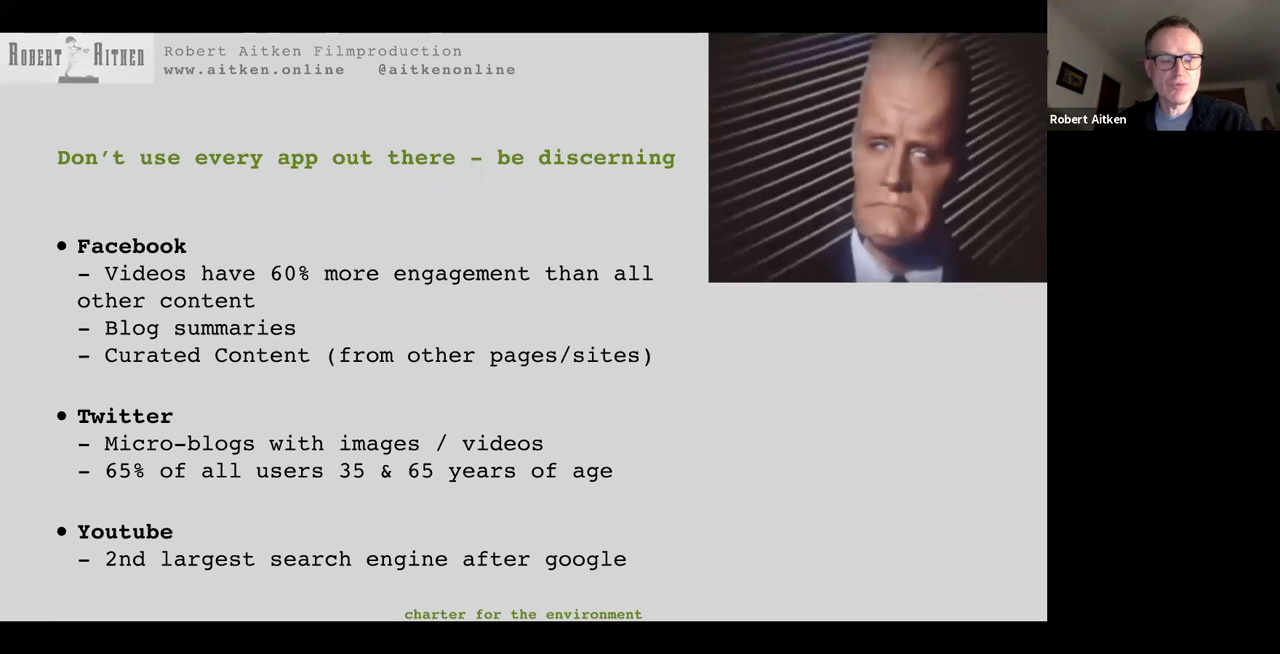 ROBERT AITKEN
Robert Aitken Filmproduction
www.aitken.online @aitkenonline
Robert Aitken
Don't use every app out there – be discerning
• Facebook
– Videos have 60% more engagement than all
other content
– Blog summaries
– Curated Content (from other pages/sites)
• Twitter
– Micro-blogs with images / videos
– 65% of all users 35 & 65 years of age
• Youtube
– 2nd largest search engine after google
charter for the environment